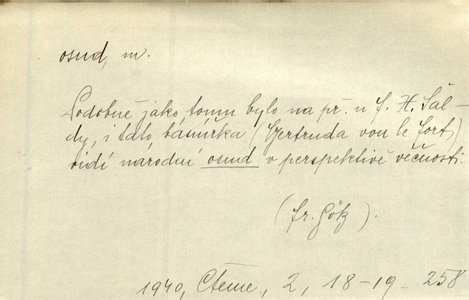 osud, m.
Podobně jako tomu bylo na př. u F. X. Šal-
dy, i tato básnířka (Gertruda von le Fort)
vidí národní osud v perspektivě věčnosti.
(Fr. Götz).
1940, Čteme, 2, 18-19 258